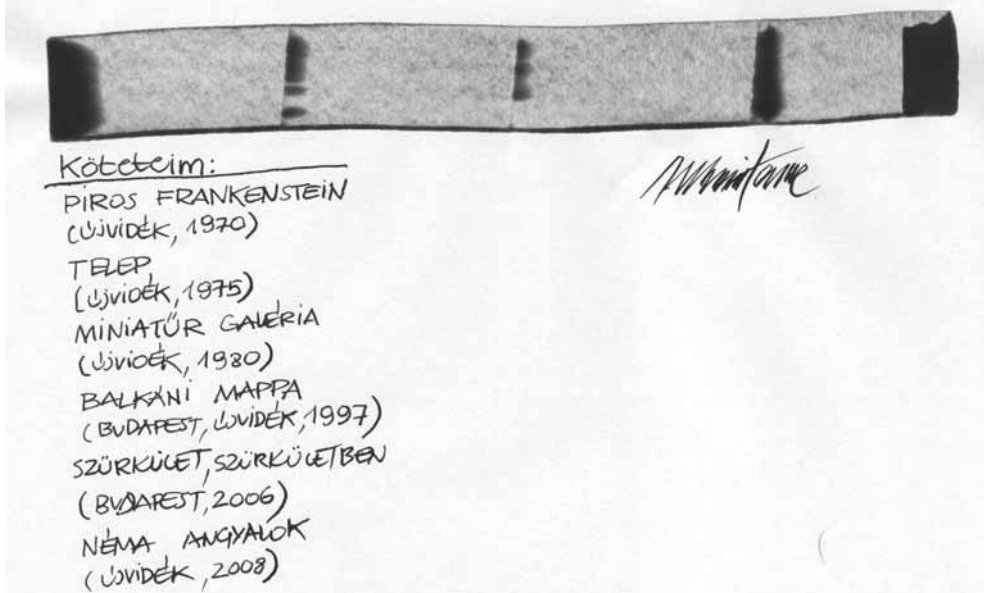 Köteteim:
PIROS FRANKENSTEIN
(ÚJVIDÉK, 1970)
TELEP
(ÚJVIDÉK, 1975)
MINIATŰR GALÉRIA
(ÚJVIDÉK, 1980)
BALKÁNI MAPPA
(BUDAPEST, ÚJVIDÉK, 1997)
SZÜRKÜLET, SZÜRKÜLETBEN
(BUDAPEST, 2006)
NÉMA ANGYALOK
(ÚJVIDÉK, 2008)